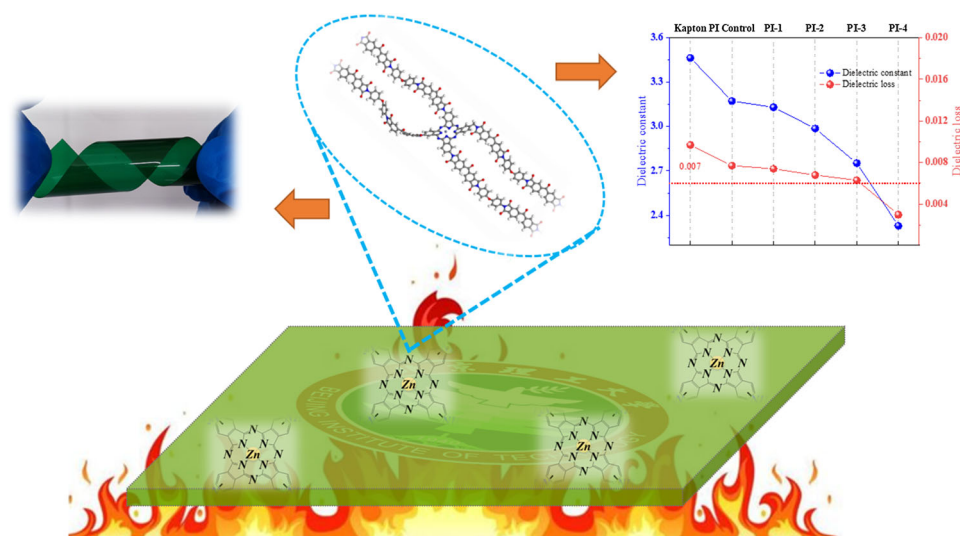 Kapton PI Control PI-1 PI-2 PI-3 PI-4
3.6
3.3
3.0
2.7
2.4
Dielectric constant
Dielectric constant
Dielectric loss
0.007
0.020
0.016
0.012
0.008
0.004
Dielectric loss
N
N N
N Zn N
N N
N
N
N N
N Zn N
N N
N
N
N N
N Zn N
N N
N
N
N N
N Zn N
N N
N
BEIJING INSTITUTE OF TECHNOLOGY